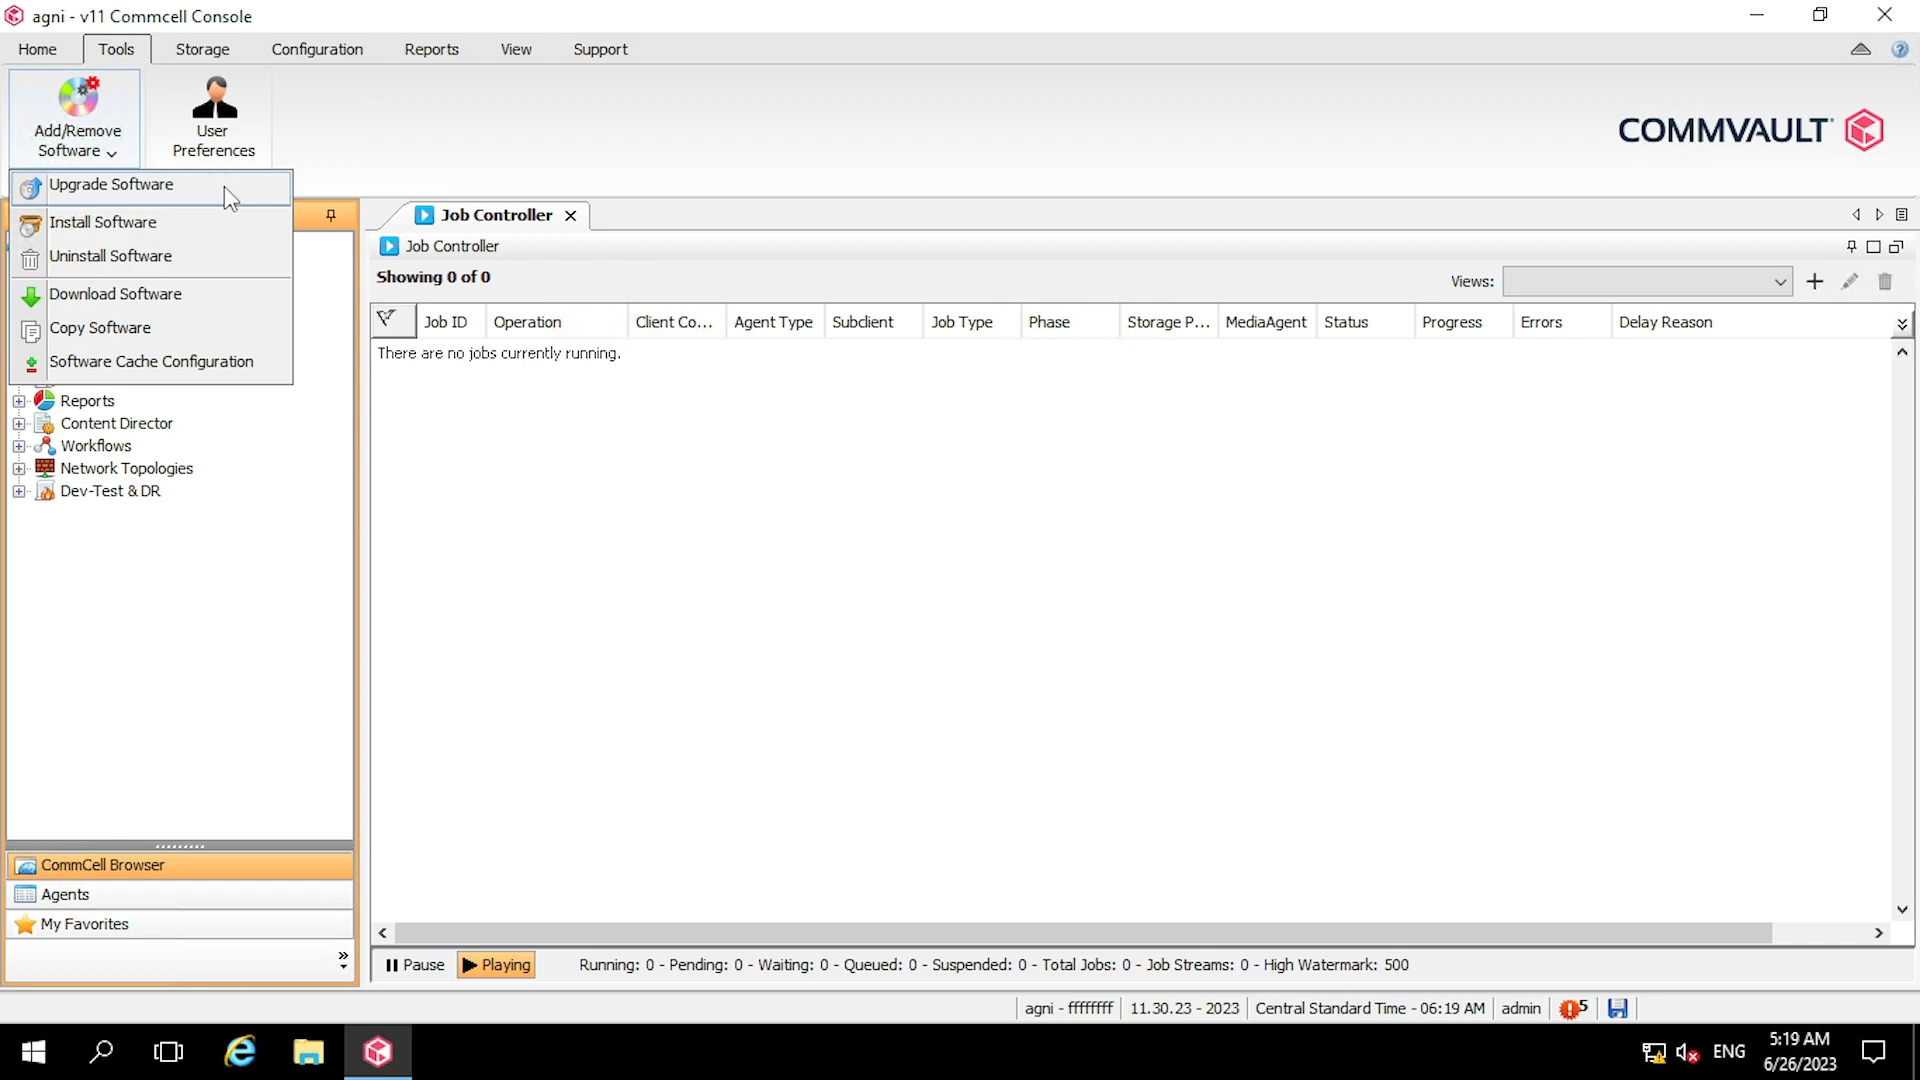 agni - v11 Commcell Console
Home Tools Storage Configuration Reports View Support
Add/Remove
Software
User
Preferences
COMMVAULT
Upgrade Software
Install Software
Uninstall Software
Download Software
Copy Software
Software Cache Configuration
Reports
Content Director
Workflows
Network Topologies
Dev-Test & DR
CommCell Browser
Agents
My Favorites
Job Controller
Job Controller
Showing 0 of 0
Views:
Job ID Operation Client Co... Agent Type Subclient Job Type Phase Storage P... MediaAgent Status Progress Errors Delay Reason
There are no jobs currently running.
Pause Playing Running: 0 - Pending: 0 - Waiting: 0 - Queued: 0 - Suspended: 0 - Total Jobs: 0 - Job Streams: 0 - High Watermark: 500
agni - ffffffff 11.30.23 - 2023 Central Standard Time - 06:19 AM admin 5
ENG
5:19 AM
6/26/2023